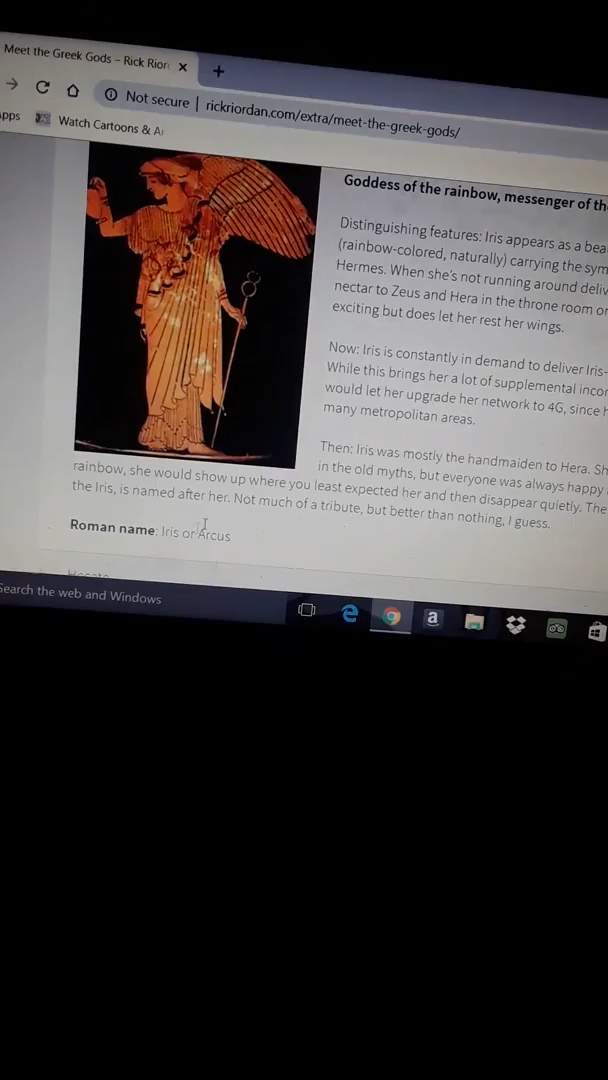 Meet the Greek Gods – Rick Rior
Not secure | rickriordan.com/extra/meet-the-greek-gods/
Apps Watch Cartoons & Ar
Goddess of the rainbow, messenger of th
Distinguishing features: Iris appears as a bea
(rainbow-colored, naturally) carrying the sym
Hermes. When she's not running around deliv
nectar to Zeus and Hera in the throne room or
exciting but does let her rest her wings.
Now: Iris is constantly in demand to deliver Iris-
While this brings her a lot of supplemental incor
would let her upgrade her network to 4G, since h
many metropolitan areas.
Then: Iris was mostly the handmaiden to Hera. Sh
in the old myths, but everyone was always happy
rainbow, she would show up where you least expected her and then disappear quietly. The
the Iris, is named after her. Not much of a tribute, but better than nothing, I guess.
Roman name: Iris or Arcus
Hecate
Search the web and Windows